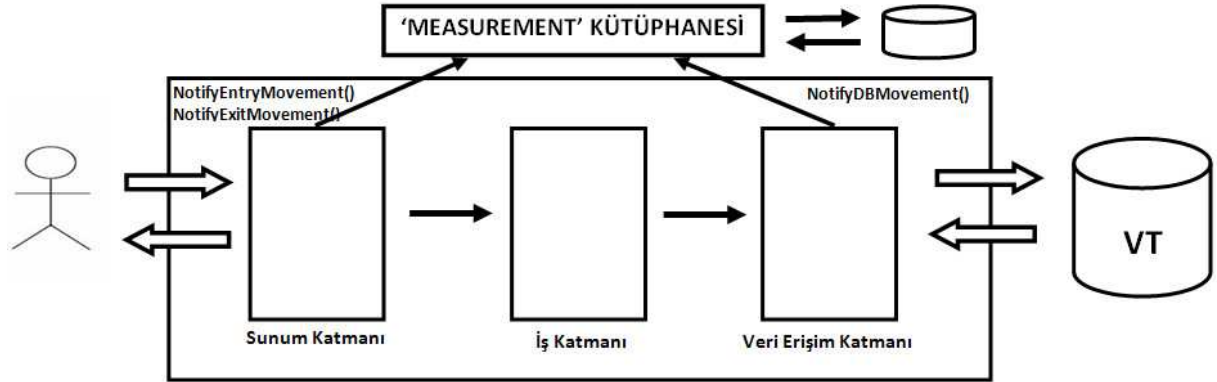 ‘MEASUREMENT’ KÜTÜPHANESİ
NotifyEntryMovement()
NotifyExitMovement()
NotifyDBMovement()
VT
Sunum Katmanı
İş Katmanı
Veri Erişim Katmanı